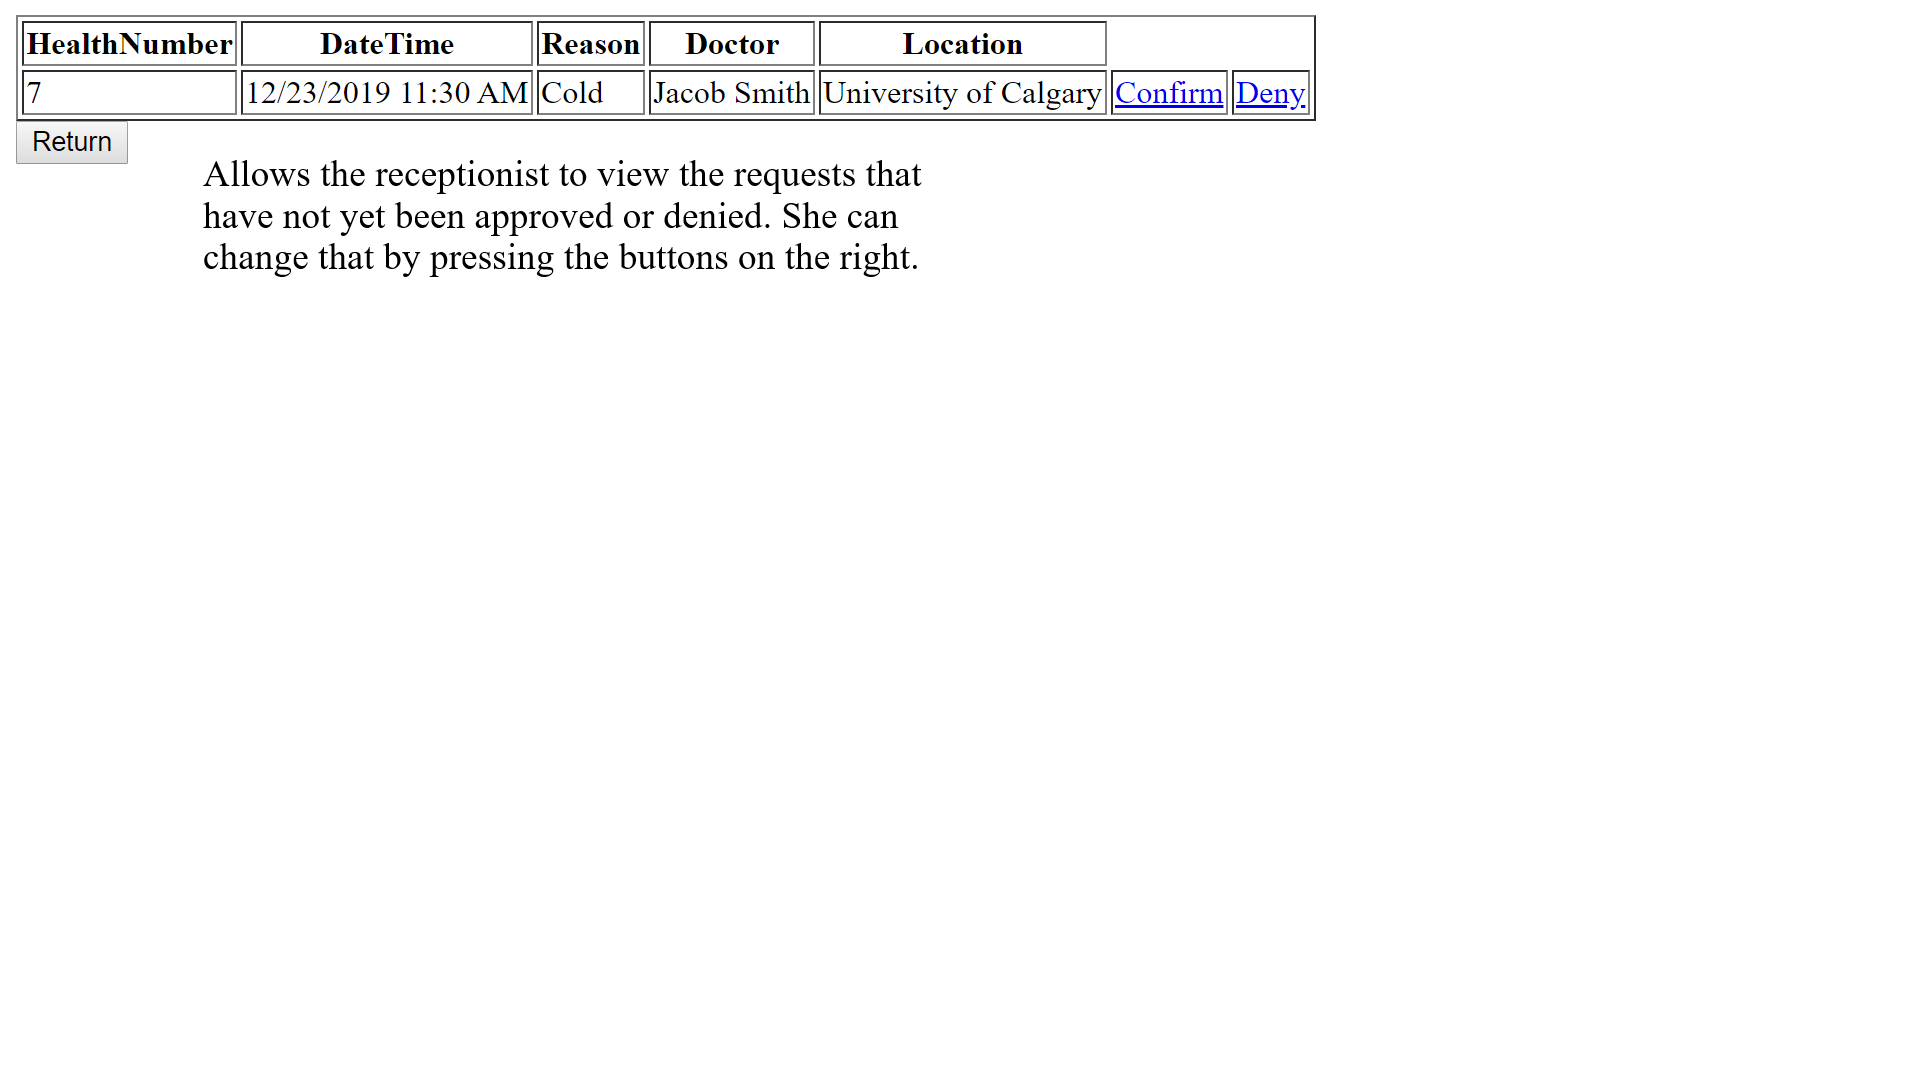 HealthNumber DateTime Reason Doctor Location
7 12/23/2019 11:30 AM Cold Jacob Smith University of Calgary Confirm Deny
Return
Allows the receptionist to view the requests that
have not yet been approved or denied. She can
change that by pressing the buttons on the right.